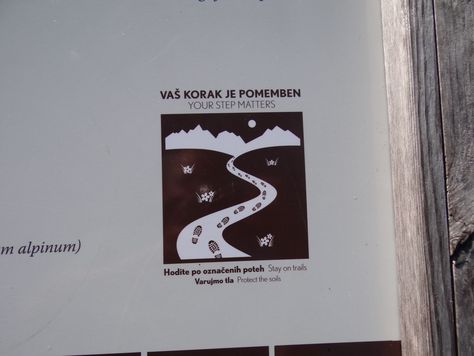 VAŠ KORAK JE POMEMBEN
YOUR STEP MATTERS
m alpinum)
Hodite po označenih poteh Stay on trails
Varujmo tla Protect the soils